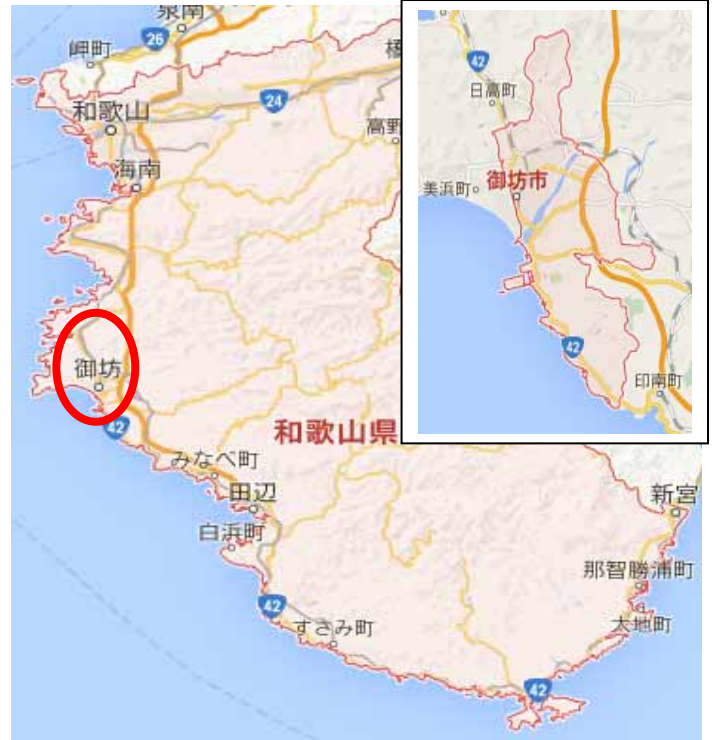 泉南
26
岬町
24
和歌山
高野
海南
御坊
42
和歌山県
みなべ町
田辺
白浜町
新宮
那智勝浦町
42
すさみ町
太地町
42
42
日高町
美浜町
御坊市
42
印南町